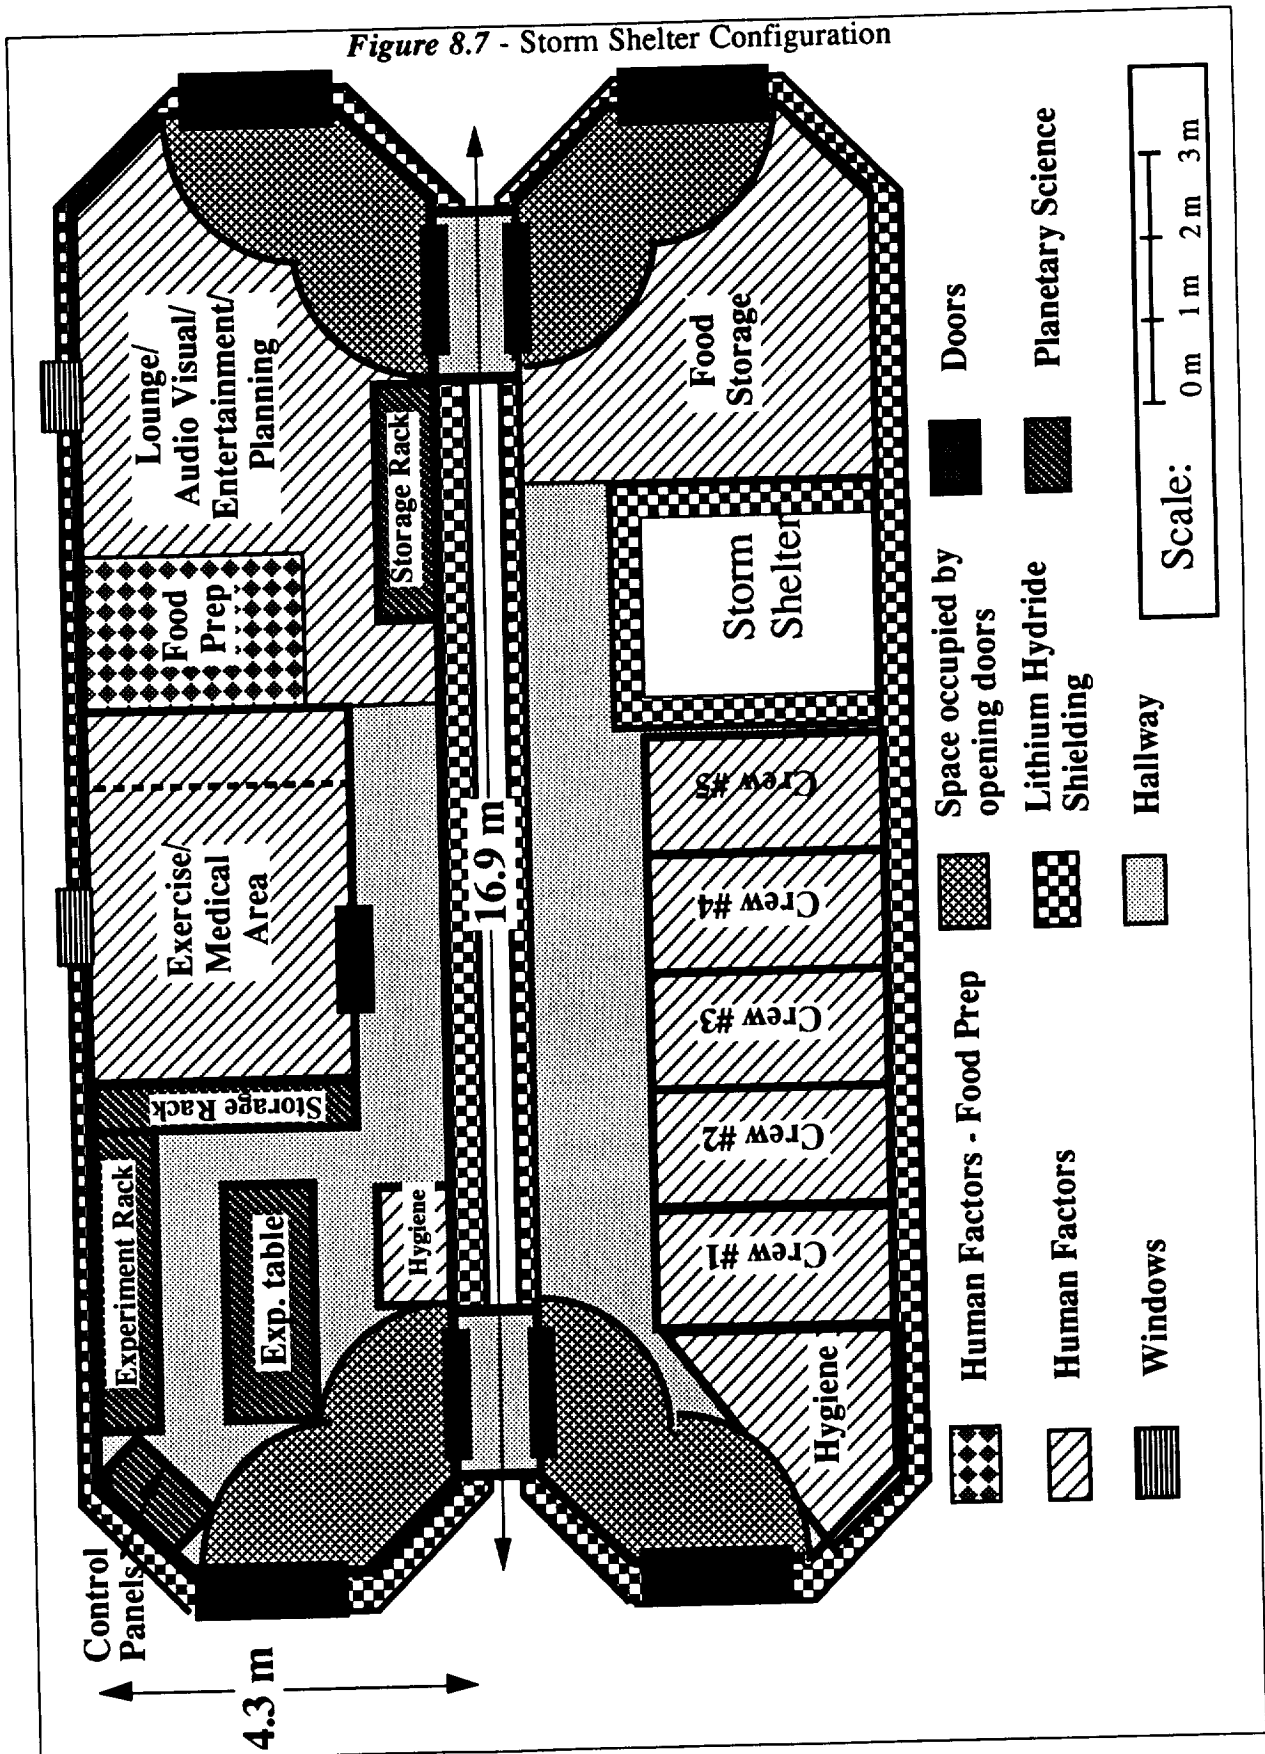 Figure 8.7 - Storm Shelter Configuration
Control
Panels
4.3 m
Experiment Rack
Exp. table
Storage Rack
Hygiene
Exercise/
Medical
Area
Food
Prep
Lounge/
Audio Visual/
Entertainment/
Planning
Storage Rack
16.9 m
Hygiene
Crew #1
Crew #2
Crew #3
Crew #4
Crew #5
Storm
Shelter
Food
Storage
Human Factors - Food Prep
Human Factors
Windows
Space occupied by
opening doors
Lithium Hydride
Shielding
Hallway
Doors
Planetary Science
Scale:
0m 1 m 2 m 3 m